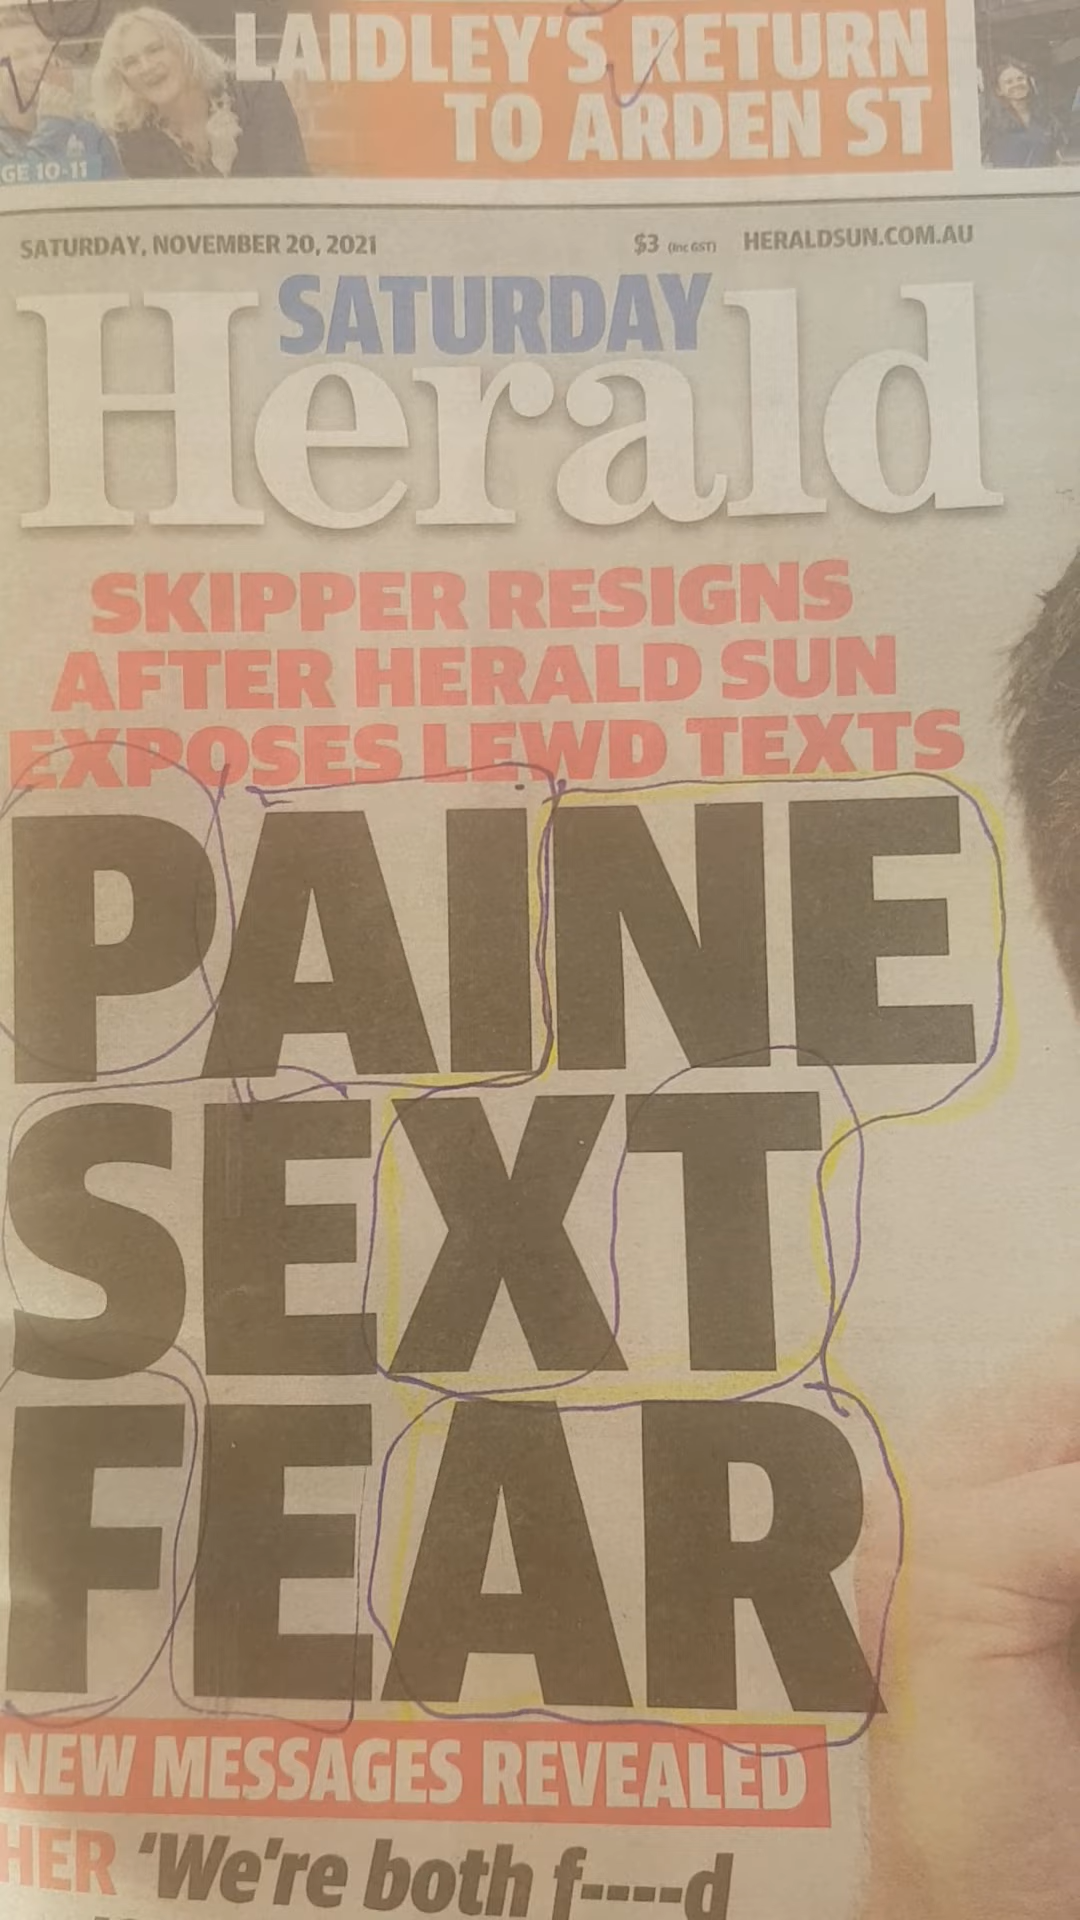 LAIDLEY'S RETURN
TO ARDEN ST
GE 10-11
SATURDAY, NOVEMBER 20, 2021 $3 (inc GST) HERALDSUN.COM.AU
SATURDAY
Herald
SKIPPER RESIGNS
AFTER HERALD SUN
EXPOSES LEWD TEXTS
PAINE
SEXT
FEAR
NEW MESSAGES REVEALED
HER 'We're both f----d